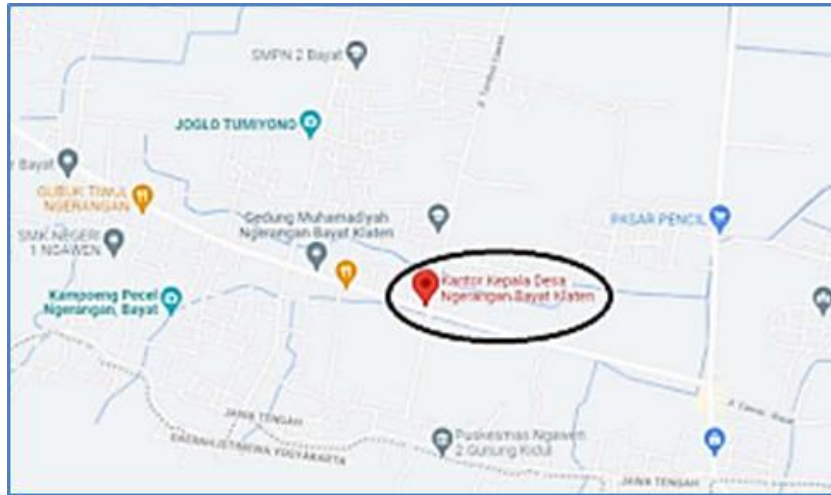 SMPN 2 Bayat
JOGLO TUMIYONO
Bayat
GUBUK TIMUL
NGERANGAN
SMK NEGERI
1 NGAWEN
Gedung Muhamadiyah
Ngerangan Bayat Klaten
PASAR PENCIL
Kantor Kepala Desa
Ngerangan Bayat Klaten
Kampoeng Pecel
Ngerangan, Bayat
JAWA TENGAH
DAERAH ISTIMEWA YOGYAKARTA
Puskesmas Ngawen
2 Gunung Kidul
JAWA TENGAH